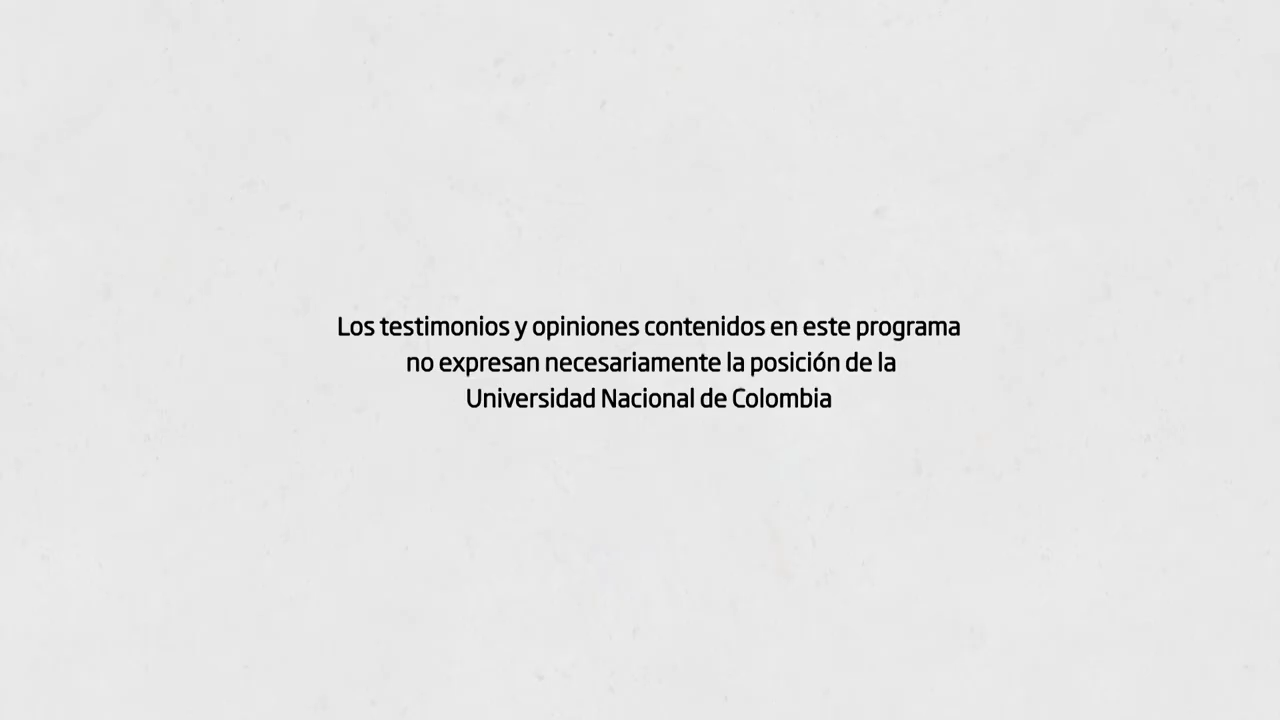 Los testimonios y opiniones contenidos en este programa
no expresan necesariamente la posición de la
Universidad Nacional de Colombia